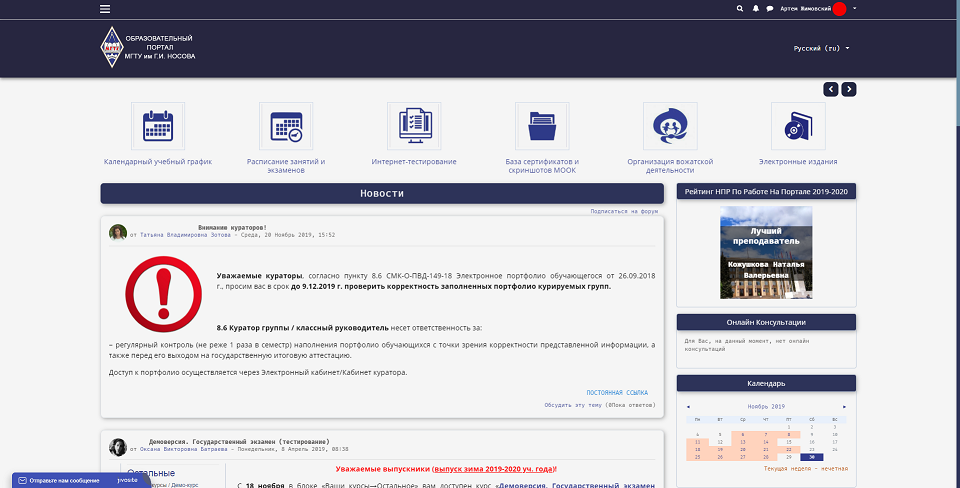 Артем Жимовский
ОБРАЗОВАТЕЛЬНЫЙ
ПОРТАЛ
МГТУ им Г.И. НОСОВА
МГТУ
Русский (ru)
Календарный учебный график
Расписание занятий и
экзаменов
Интернет-тестирование
База сертификатов и
скриншотов МООК
Организация вожатской
деятельности
Электронные издания
Новости
Подписаться на форум
Внимание кураторов!
от Татьяна Владимировна Зотова - Среда, 20 Ноябрь 2019, 15:52
Уважаемые кураторы, согласно пункту 8.6 СМК-О-ПВД-149-18 Электронное портфолио обучающегося от 26.09.2018
г., просим вас в срок до 9.12.2019 г. проверить корректность заполненных портфолио курируемых групп.
8.6 Куратор группы / классный руководитель несет ответственность за:
– регулярный контроль (не реже 1 раза в семестр) наполнения портфолио обучающихся с точки зрения корректности представленной информации, а
также перед его выходом на государственную итоговую аттестацию.
Доступ к портфолио осуществляется через Электронный кабинет/Кабинет куратора.
ПОСТОЯННАЯ ССЫЛКА
Обсудить эту тему (0Пока ответов)
Демоверсия. Государственный экзамен (тестирование)
от Оксана Викторовна Батраева - Понедельник, 8 Апрель 2019, 08:38
Остальные
курсы / Демо-курс
Уважаемые выпускники (выпуск зима 2019-2020 уч. года)!
С 18 ноября в блоке «Ваши курсы→Остальное» вам доступен курс «Демоверсия. Государственный экзамен
Рейтинг НПР По Работе На Портале 2019-2020
Лучший
преподаватель
Кожушкова Наталья
Валерьевна
Онлайн Консультации
Для Вас, на данный момент, нет онлайн
консультаций
Календарь
◄ Ноябрь 2019 ►
Пн Вт Ср Чт Пт Сб Вс
1 2 3
4 5 6 7 8 9 10
11 12 13 14 15 16 17
18 19 20 21 22 23 24
25 26 27 28 29 30
Текущая неделя - нечетная
Отправьте нам сообщение
jivosite